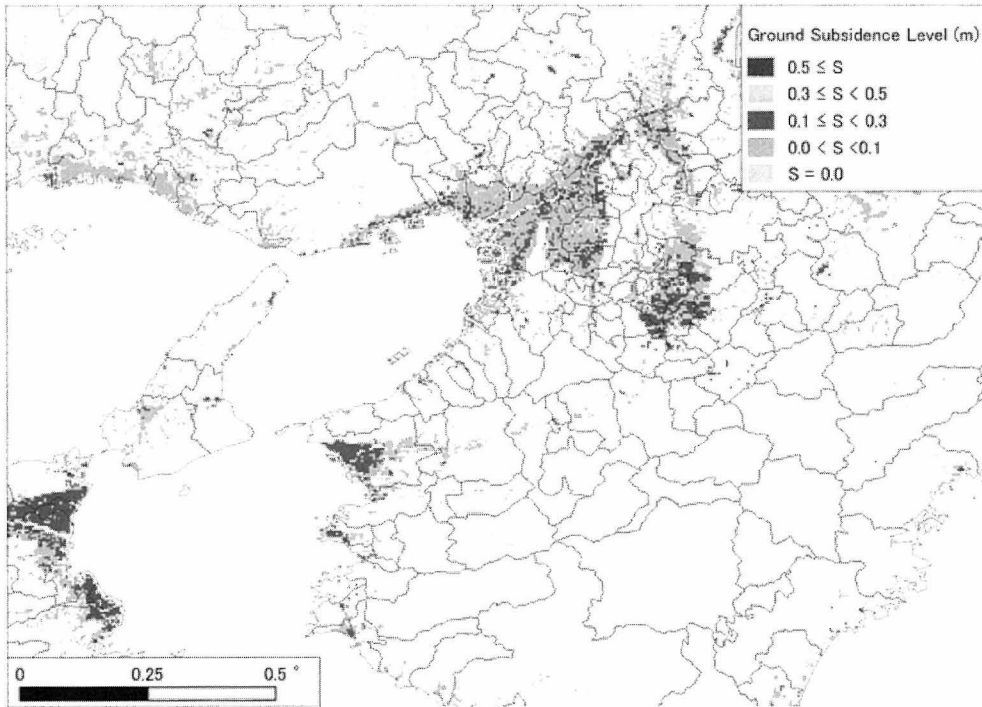 Ground Subsidence Level (m)
0.5 ≤ S
0.3 ≤ S < 0.5
0.1 ≤ S < 0.3
0.0 < S <0.1
S = 0.0
0 0.25 0.5 °